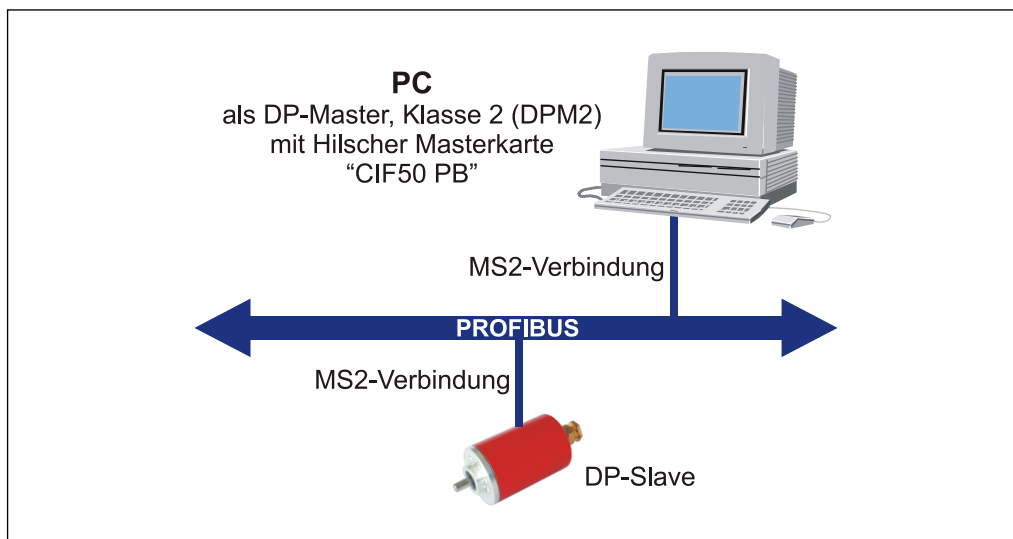 PC
als DP-Master, Klasse 2 (DPM2)
mit Hilscher Masterkarte
“CIF50 PB”
MS2-Verbindung
PROFIBUS
MS2-Verbindung
DP-Slave